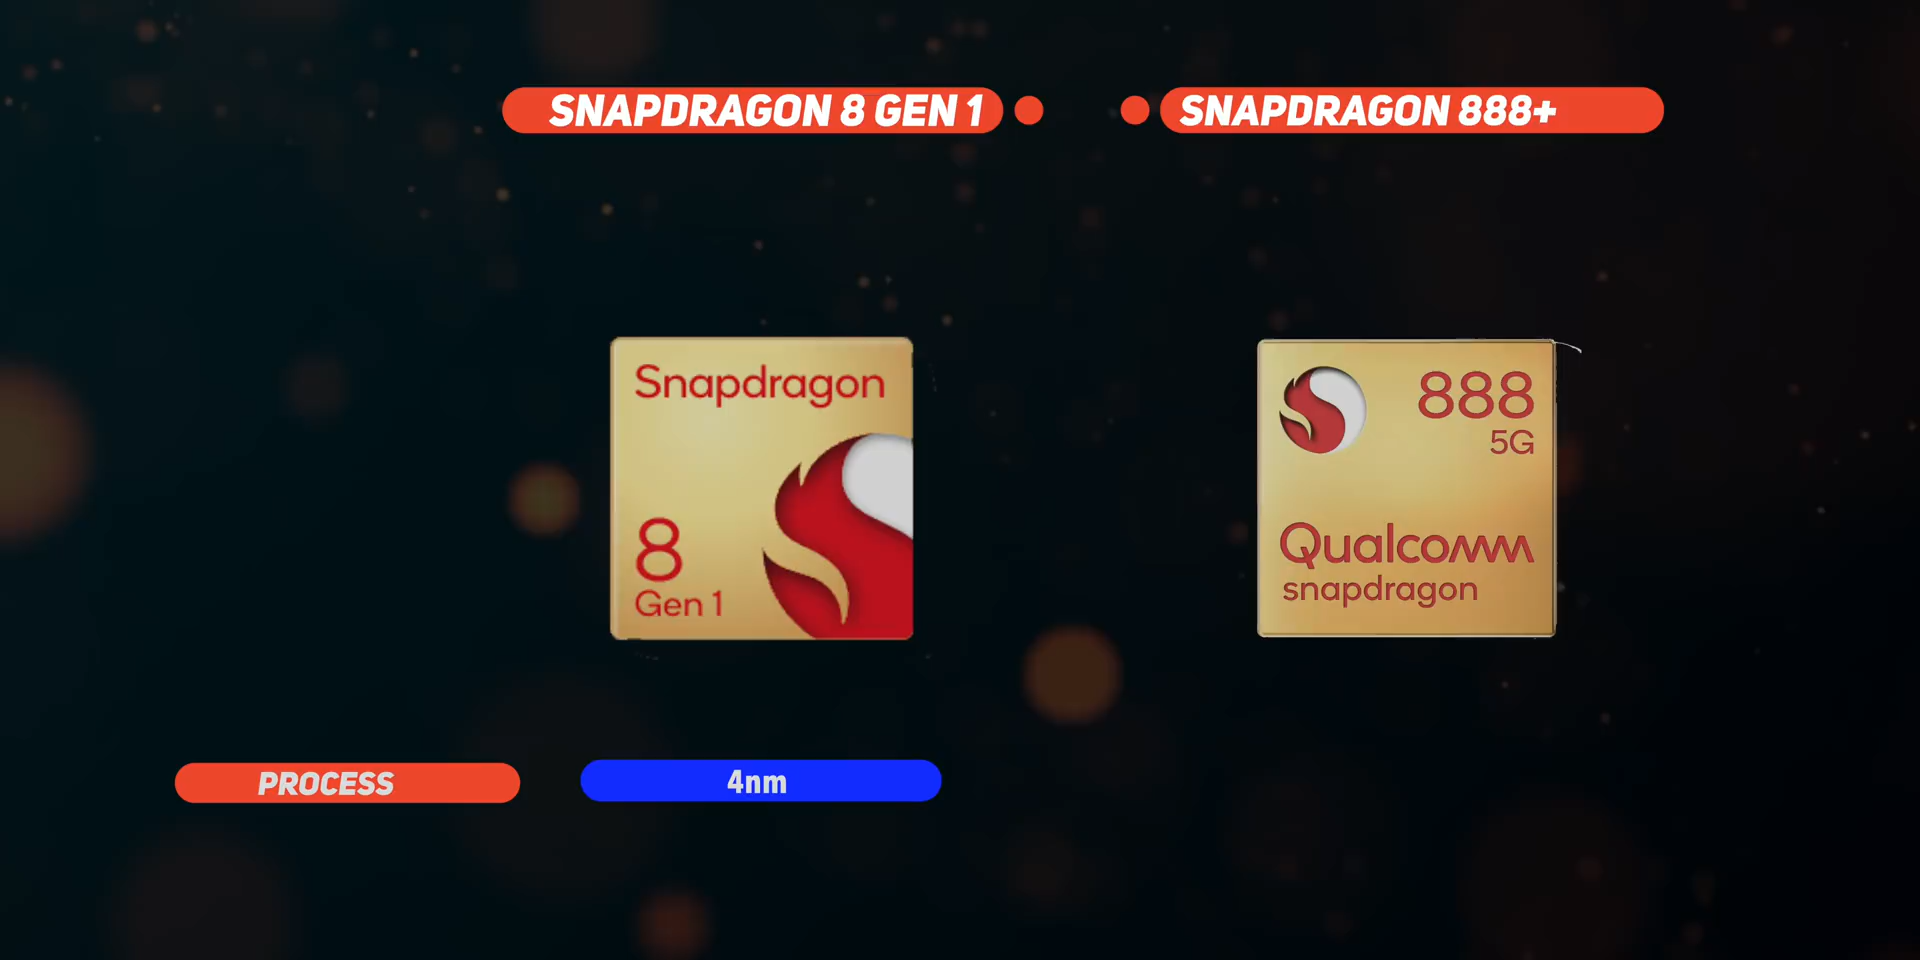 SNAPDRAGON 8 GEN 1
SNAPDRAGON 888+
Snapdragon
8
Gen 1
888
5G
Qualcomm
snapdragon
PROCESS
4nm